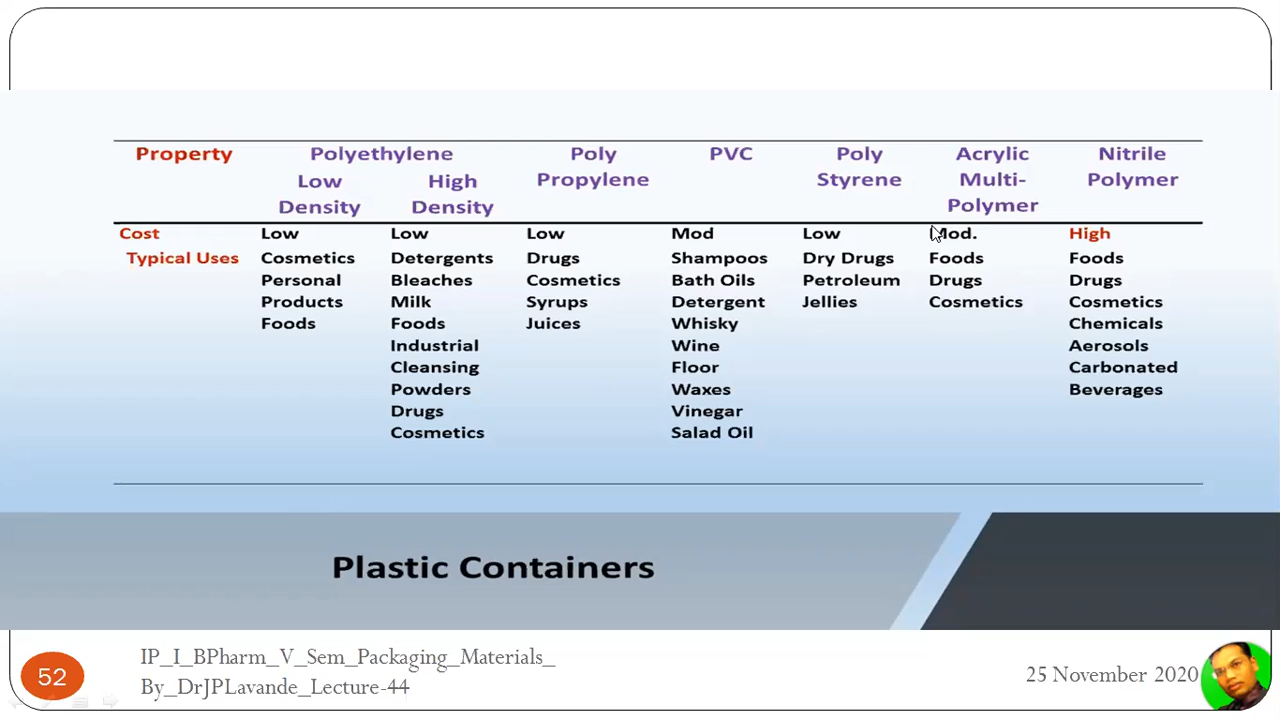 Property Polyethylene Poly PVC Poly Acrylic Nitrile
Low High Propylene Styrene Multi- Polymer
Density Density Polymer
Cost Low Low Low Mod Low Mod. High
Typical Uses Cosmetics Detergents Drugs Shampoos Dry Drugs Foods Foods
Personal Bleaches Cosmetics Bath Oils Petroleum Drugs Drugs
Products Milk Syrups Detergent Jellies Cosmetics Cosmetics
Foods Foods Juices Whisky Chemicals
Industrial Wine Aerosols
Cleansing Floor Carbonated
Powders Waxes Beverages
Drugs Vinegar
Cosmetics Salad Oil
Plastic Containers
52
IP_I_BPharm_V_Sem_Packaging_Materials_
By_DrJPLavande_Lecture-44
25 November 2020